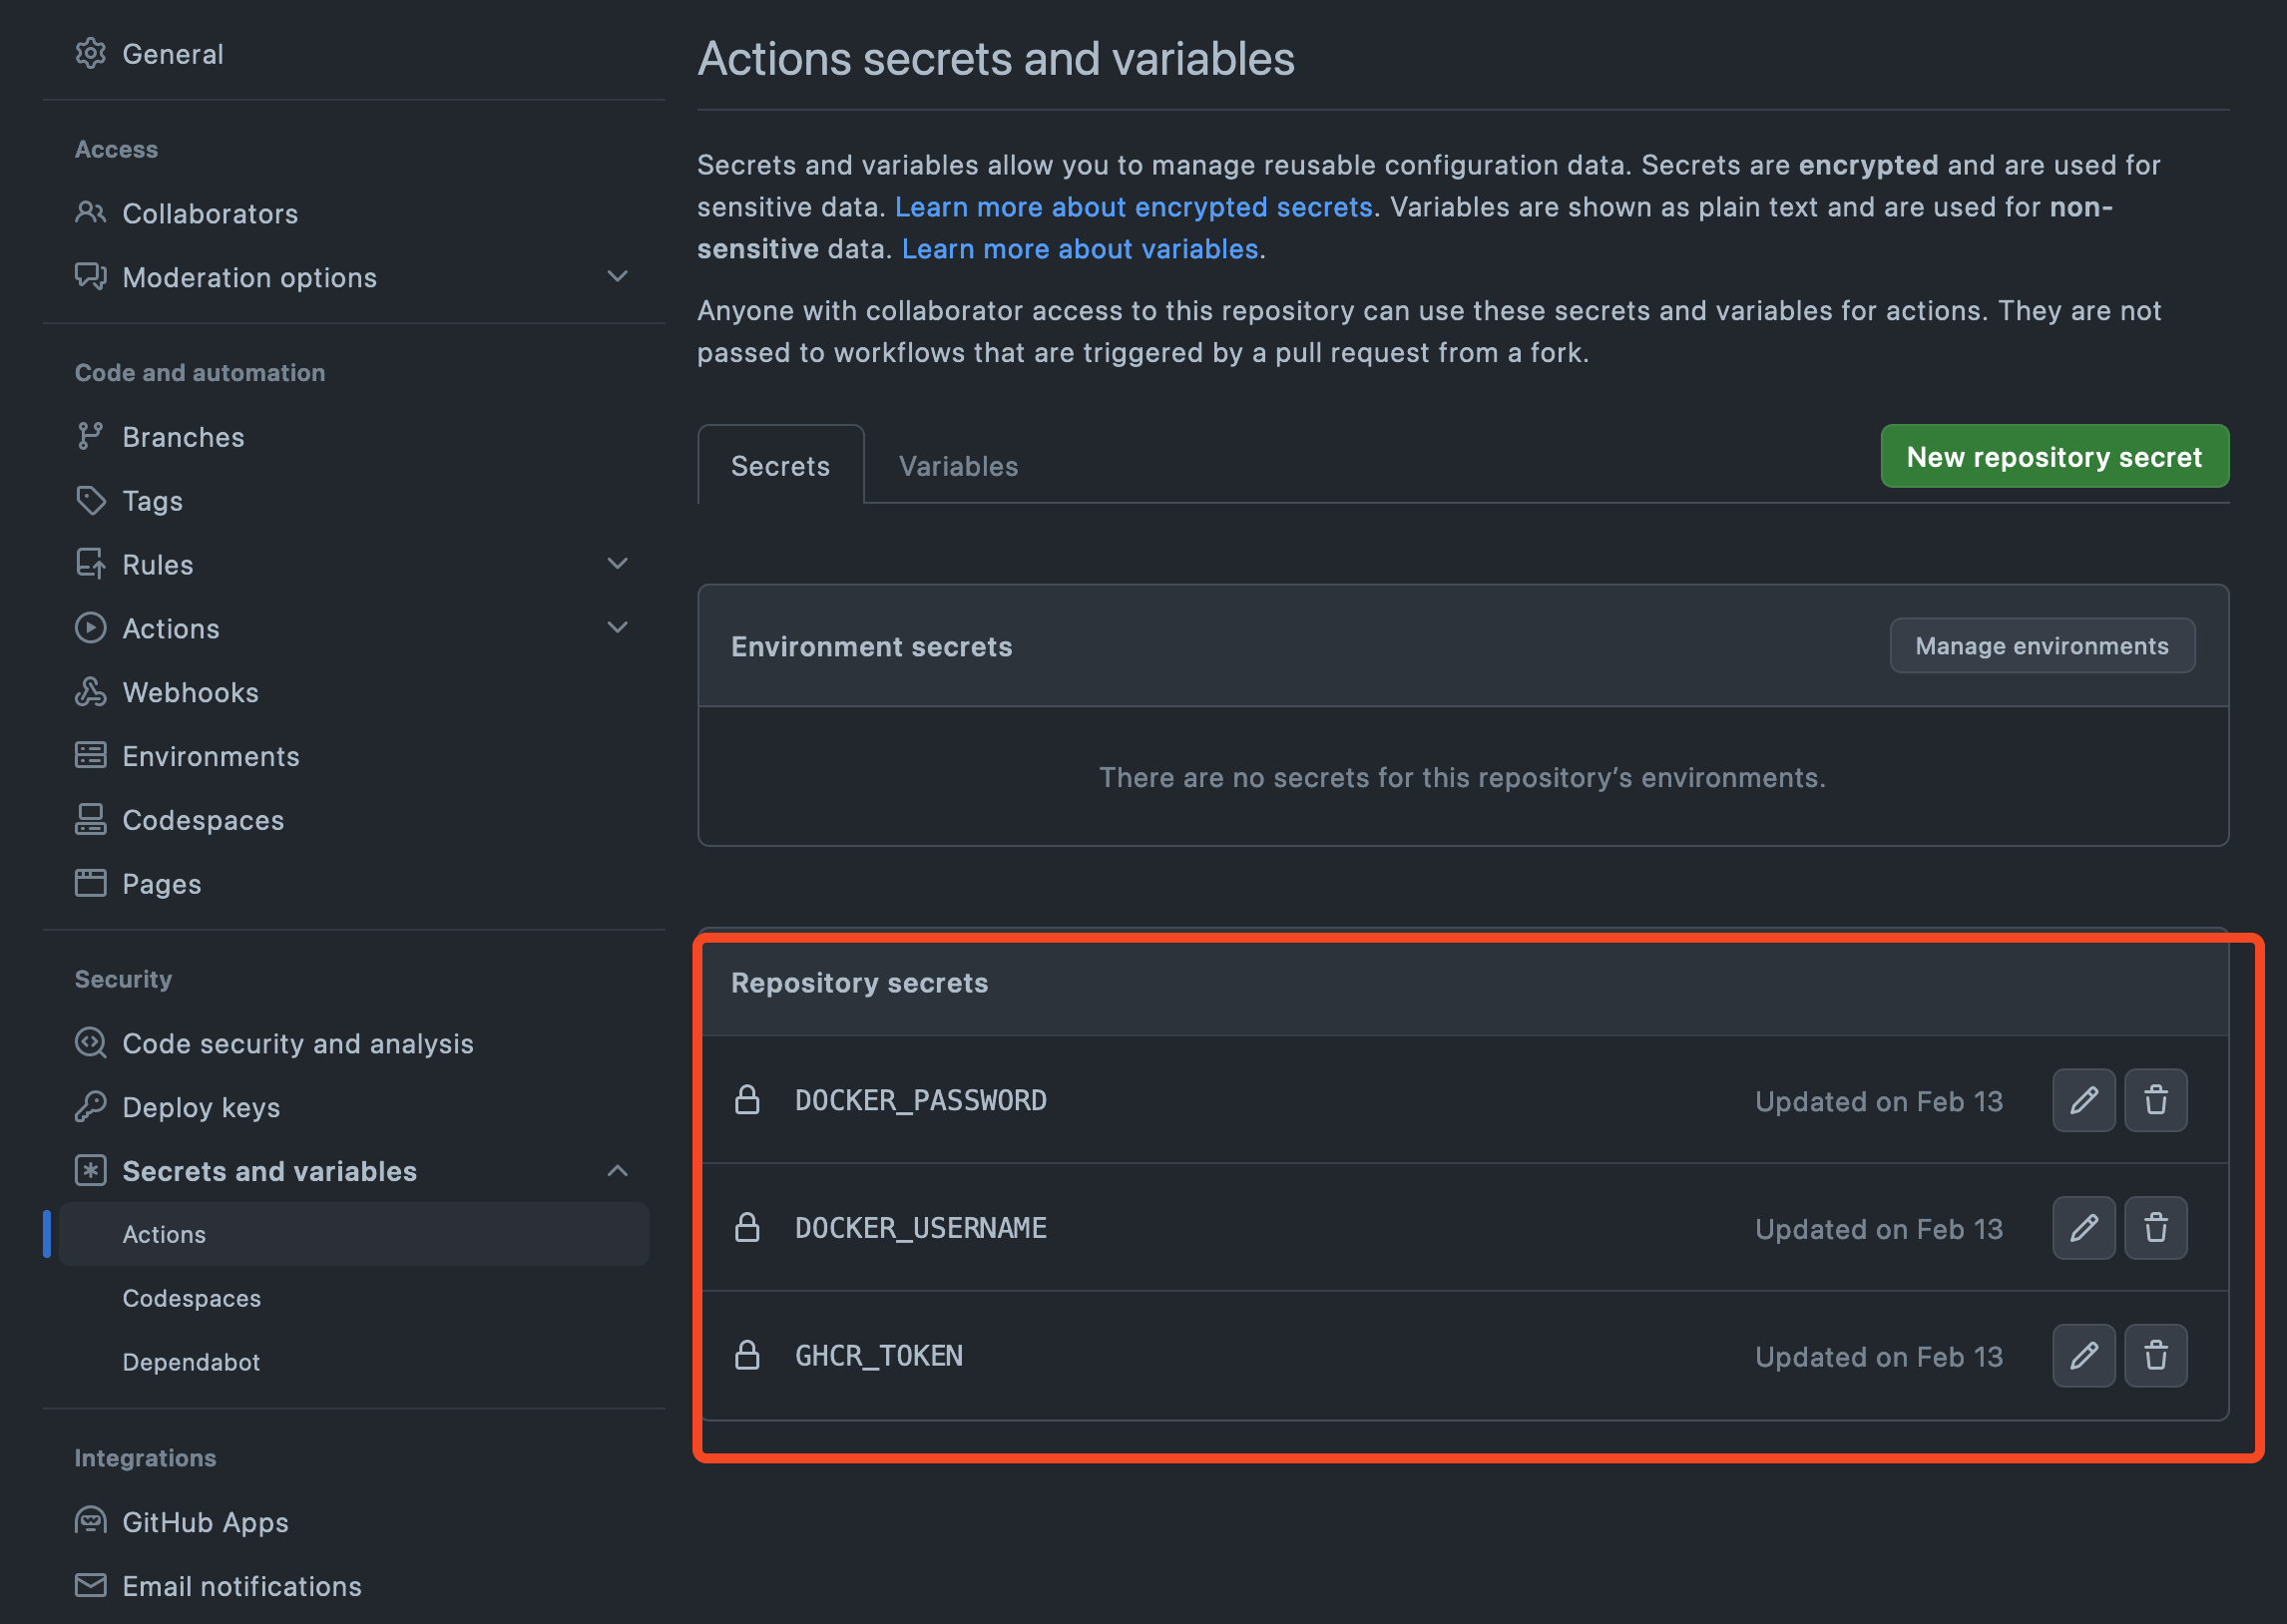 General
Access
Collaborators
Moderation options
Code and automation
Branches
Tags
Rules
Actions
Webhooks
Environments
Codespaces
Pages
Security
Code security and analysis
Deploy keys
Secrets and variables
Actions
Codespaces
Dependabot
Integrations
GitHub Apps
Email notifications
Actions secrets and variables
Secrets and variables allow you to manage reusable configuration data. Secrets are encrypted and are used for
sensitive data. Learn more about encrypted secrets. Variables are shown as plain text and are used for non-
sensitive data. Learn more about variables.
Anyone with collaborator access to this repository can use these secrets and variables for actions. They are not
passed to workflows that are triggered by a pull request from a fork.
Secrets Variables New repository secret
Environment secrets Manage environments
There are no secrets for this repository’s environments.
Repository secrets
DOCKER_PASSWORD Updated on Feb 13
DOCKER_USERNAME Updated on Feb 13
GHCR_TOKEN Updated on Feb 13